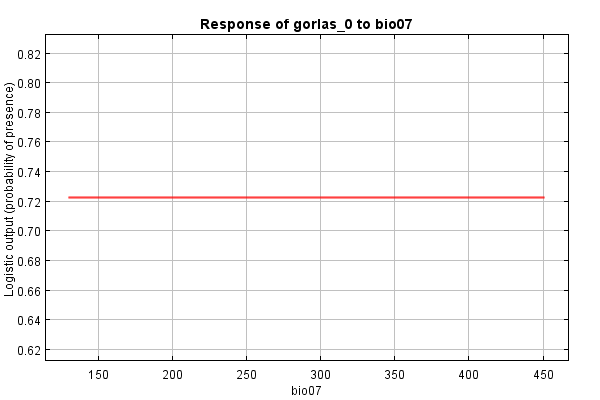 Response of gorlas_0 to bio07
Logistic output (probability of presence)
0.82
0.80
0.78
0.76
0.74
0.72
0.70
0.68
0.66
0.64
0.62
150 200 250 300 350 400 450
bio07